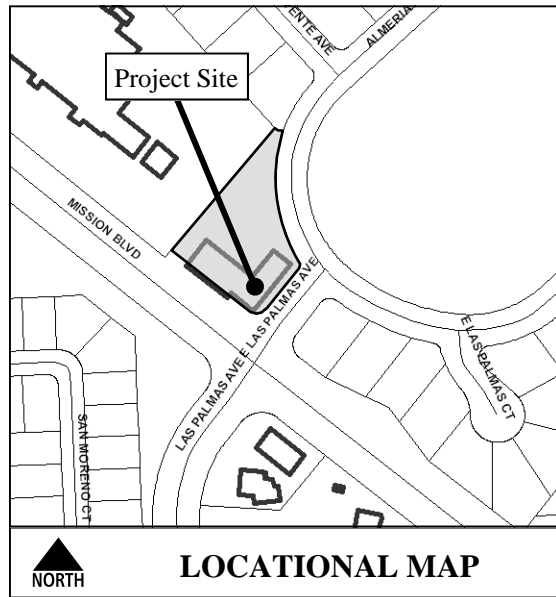 ENTE AVE
ALMERIA
Project Site
MISSION BLVD
E LAS PALMAS AVE
LAS PALMAS AVE
E LAS PALMAS CT
SAN MORENO CT
NORTH
LOCATIONAL MAP